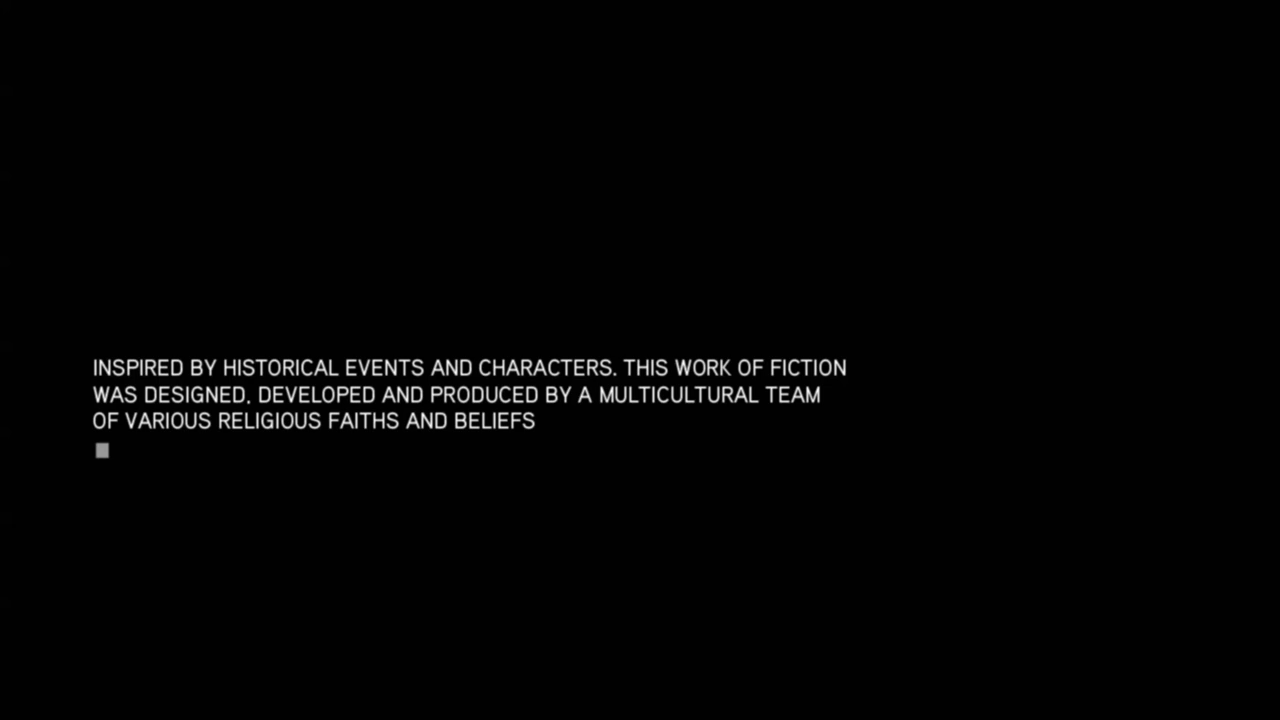 INSPIRED BY HISTORICAL EVENTS AND CHARACTERS. THIS WORK OF FICTION
WAS DESIGNED, DEVELOPED AND PRODUCED BY A MULTICULTURAL TEAM
OF VARIOUS RELIGIOUS FAITHS AND BELIEFS